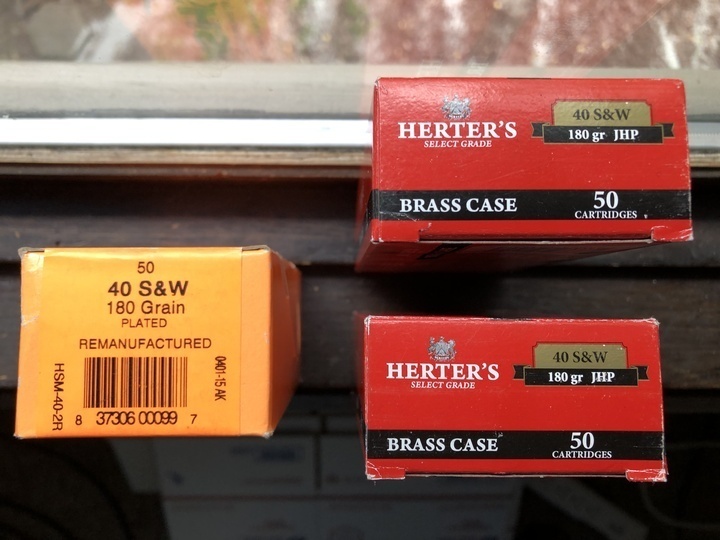 HERTER'S
SELECT GRADE
40 S&W
180 gr JHP
BRASS CASE
50
CARTRIDGES
50
40 S&W
180 Grain
PLATED
REMANUFACTURED
HSM-40-2R
0401-15 AK
8 37306 00099 7
HERTER'S
SELECT GRADE
40 S&W
180 gr JHP
BRASS CASE
50
CARTRIDGES